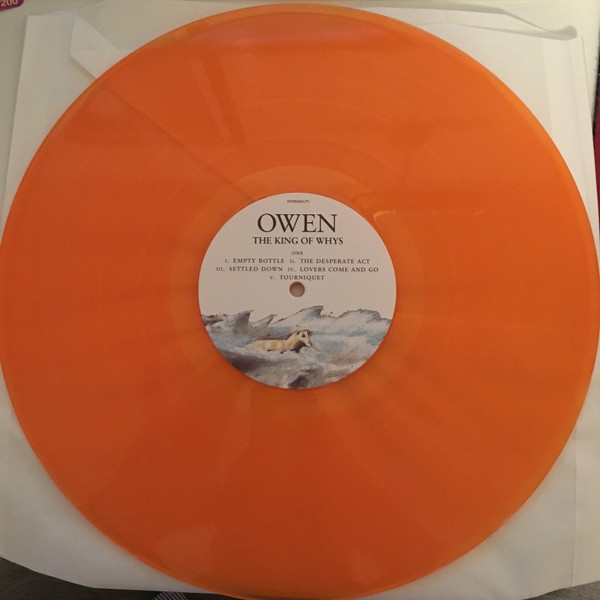 200
OWEN
THE KING OF WHYS
ONE
I. EMPTY BOTTLE II. THE DESPERATE ACT
III. SETTLED DOWN IV. LOVERS COME AND GO
V. TOURNIQUET